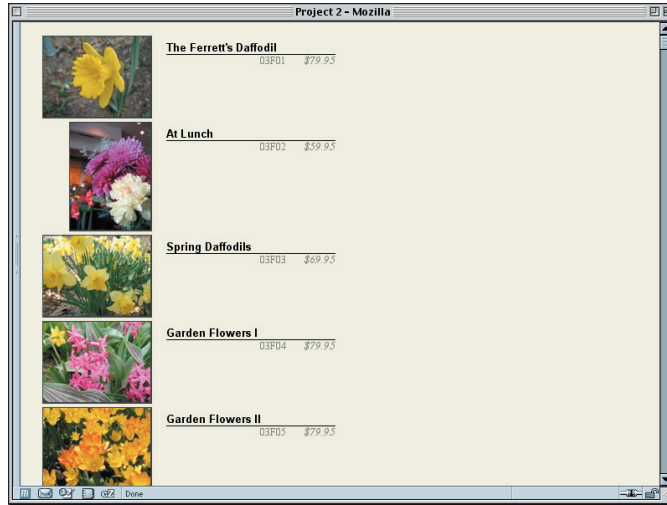 Project 2 - Mozilla
The Ferrett's Daffodil
03F01 $79.95
At Lunch
03F02 $59.95
Spring Daffodils
03F03 $69.95
Garden Flowers I
03F04 $79.95
Garden Flowers II
03F05 $79.95
Done